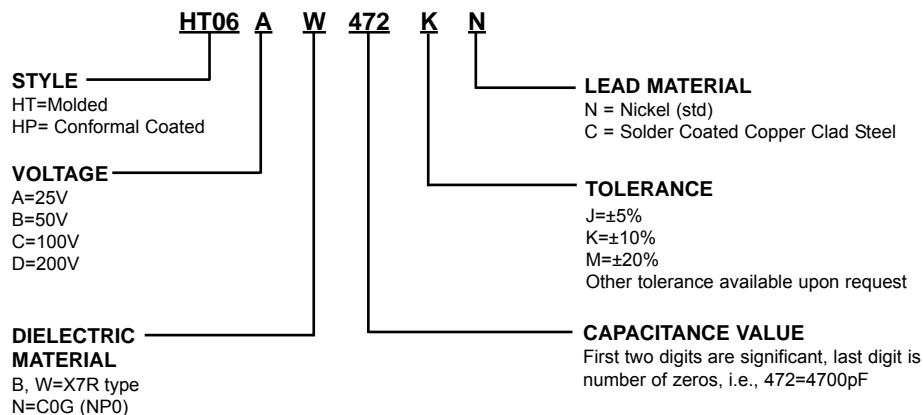 HT06 A W 472 K N
STYLE
HT=Molded
HP= Conformal Coated
VOLTAGE
A=25V
B=50V
C=100V
D=200V
DIELECTRIC
MATERIAL
B, W=X7R type
N=C0G (NP0)
LEAD MATERIAL
N = Nickel (std)
C = Solder Coated Copper Clad Steel
TOLERANCE
J=±5%
K=±10%
M=±20%
Other tolerance available upon request
CAPACITANCE VALUE
First two digits are significant, last digit is
number of zeros, i.e., 472=4700pF